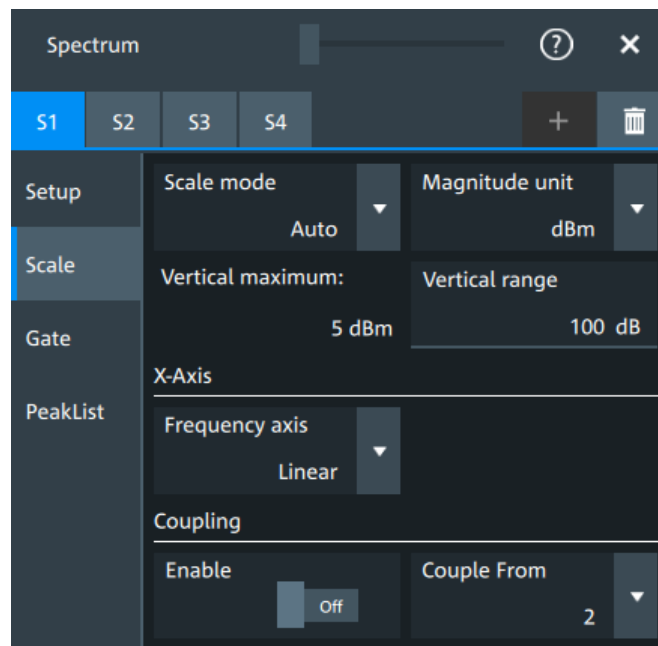 Spectrum ? ×
S1 S2 S3 S4 +
Setup
Scale
Gate
PeakList
Scale mode
Auto
Magnitude unit
dBm
Vertical maximum:
5 dBm
Vertical range
100 dB
X-Axis
Frequency axis
Linear
Coupling
Enable
Off
Couple From
2